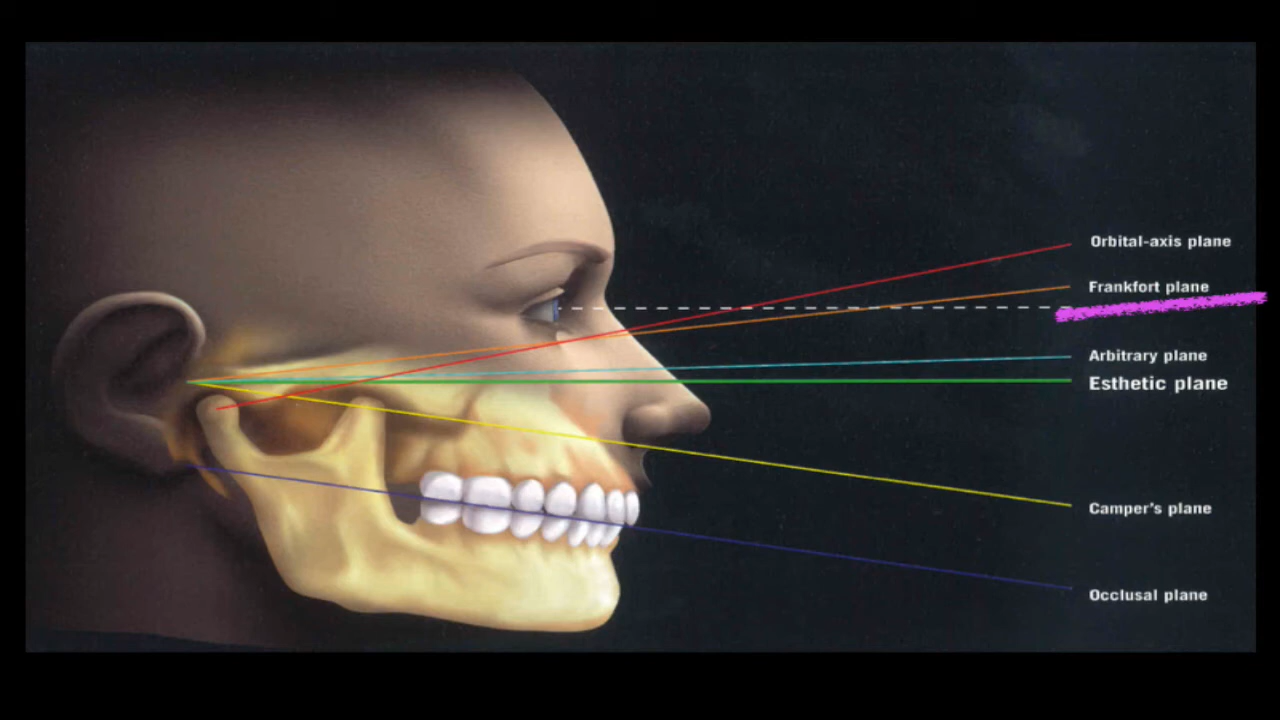 Orbital-axis plane
Frankfort plane
Arbitrary plane
Esthetic plane
Camper's plane
Occlusal plane